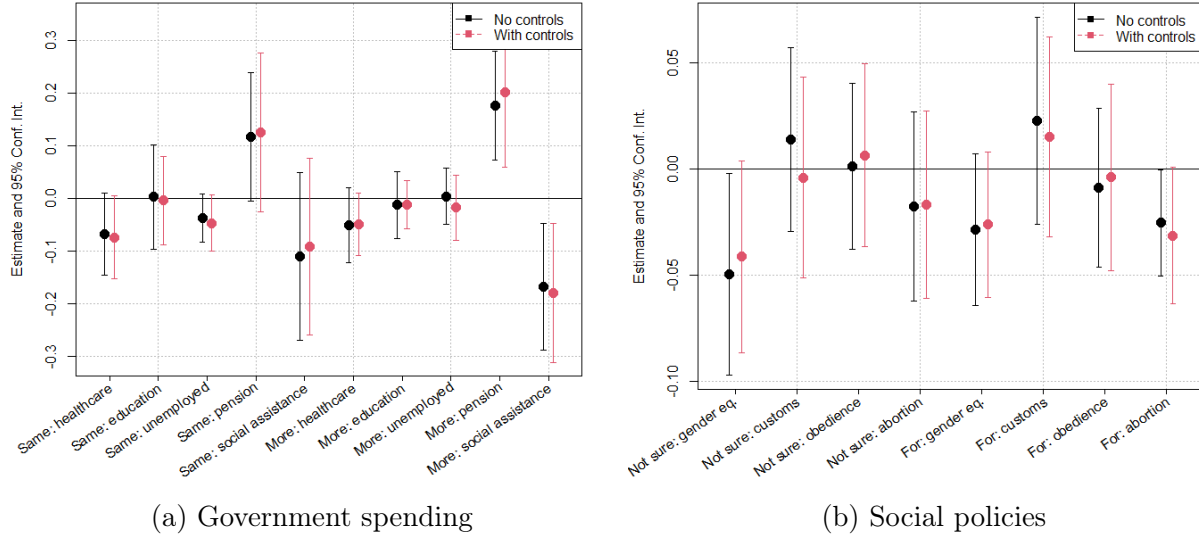 No controls
With controls
Estimate and 95% Conf. Int.
0.3
0.2
0.1
0.0
-0.1
-0.2
-0.3
Same: healthcare
Same: education
Same: unemployed
Same: pension
Same: social assistance
More: healthcare
More: education
More: unemployed
More: pension
More: social assistance
(a) Government spending
No controls
With controls
Estimate and 95% Conf. Int.
0.05
0.00
-0.05
-0.10
Not sure: gender eq.
Not sure: customs
Not sure: obedience
Not sure: abortion
For: gender eq.
For: customs
For: obedience
For: abortion
(b) Social policies